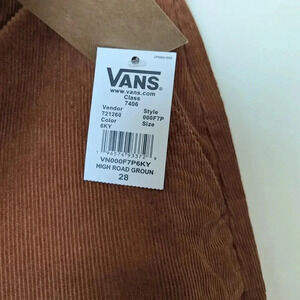 VANS
www.vans.com
Class
7406
Vendor Style
721260 000F7P
Color Size
6KY
VN000F7P6KY
HIGH ROAD GROUN
28